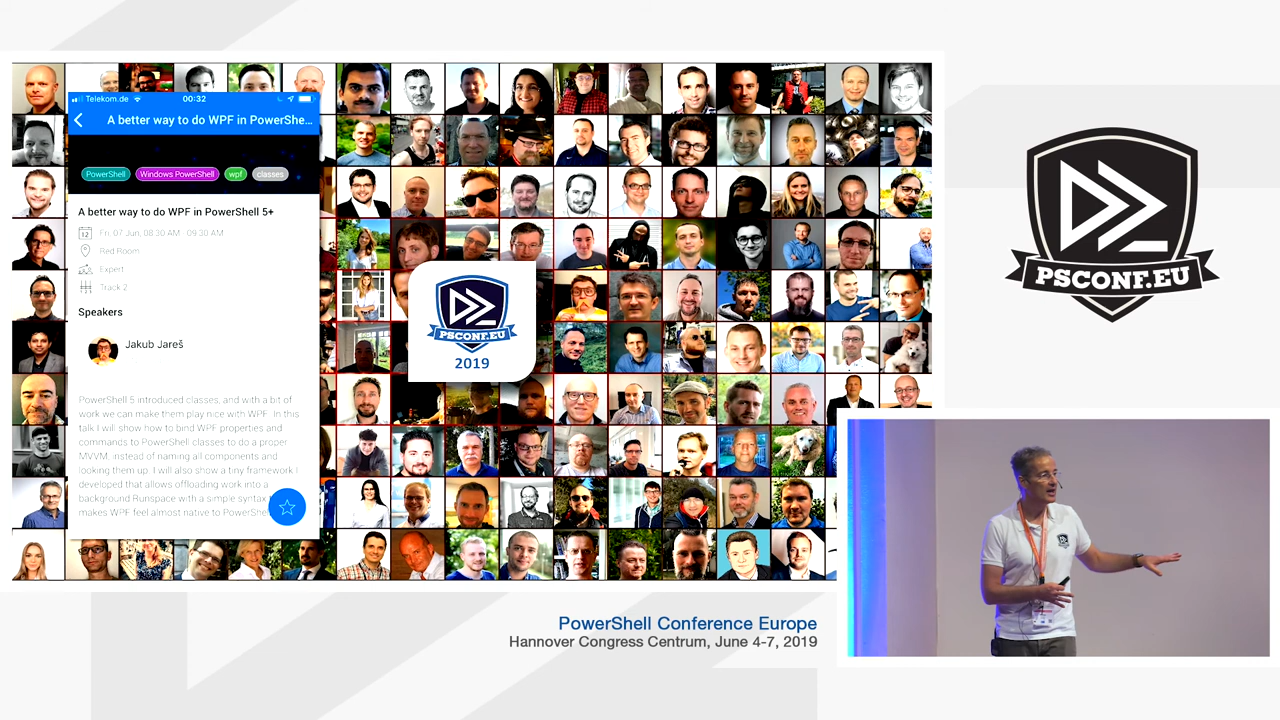 Telekom.de
00:32
A better way to do WPF in PowerShe...
PowerShell
Windows PowerShell
wpf
classes
A better way to do WPF in PowerShell 5+
12
Fri. 07 Jun, 08:30 AM - 09:30 AM
Red Room
Expert
Track 2
Speakers
Jakub Jareš
PowerShell 5 introduced classes, and with a bit of
work we can make them play nice with WPF. In this
talk I will show how to bind WPF properties and
commands to PowerShell classes to do a proper
MVVM, instead of naming all components and
looking them up. I will also show a tiny framework I
developed that allows offloading work into a
background Runspace with a simple syntax
makes WPF feel almost native to PowerShe
PSCONF.EU
2019
PSCONF.EU
PowerShell Conference Europe
Hannover Congress Centrum, June 4-7, 2019